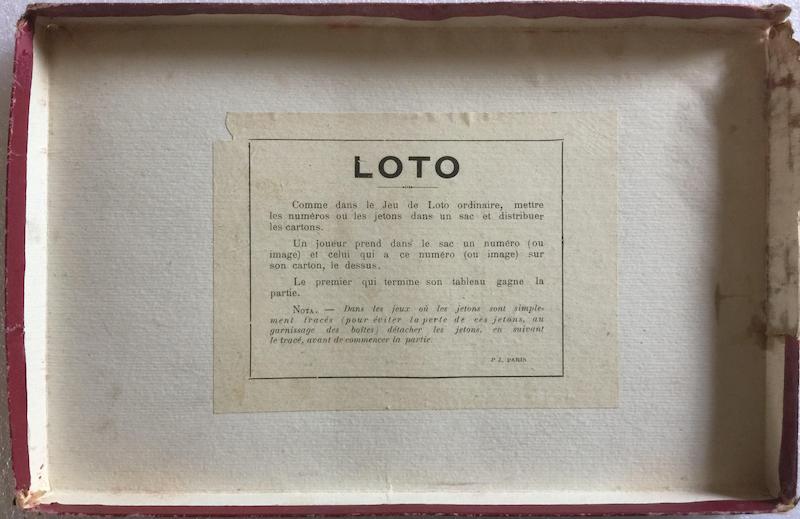 LOTO
Comme dans le Jeu de Loto ordinaire, mettre
les numéros ou les jetons dans un sac et distribuer
les cartons.
Un joueur prend dans le sac un numéro (ou
image) et celui qui a ce numéro (ou image) sur
son carton, le dessus.
Le premier qui termine son tableau gagne la
partie.
NOTA. — Dans les jeux où les jetons sont simple-
ment tracés (pour éviter la perte de ces jetons, au
garnissage des boîtes) détacher les jetons, en suivant
le tracé, avant de commencer la partie.
P J. PARIS